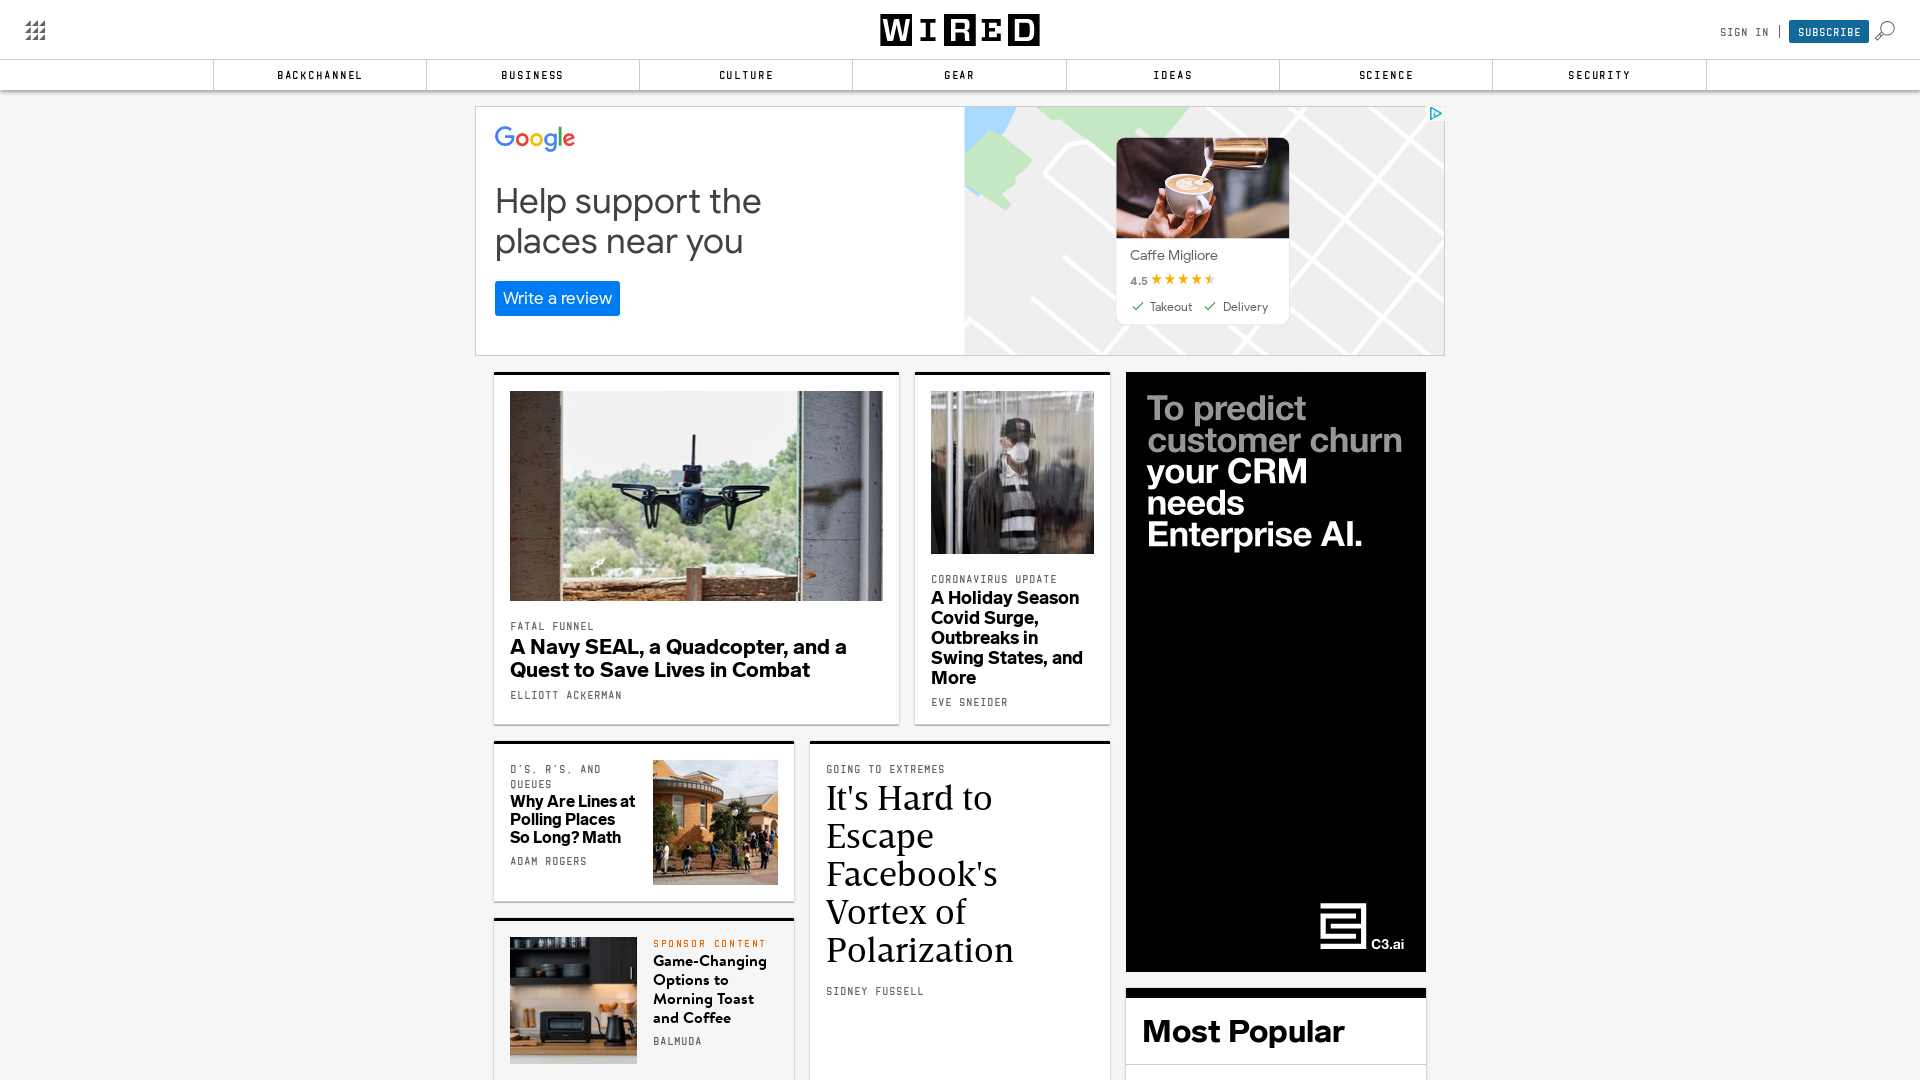 WIRED
SIGN IN
SUBSCRIBE
BACKCHANNEL
BUSINESS
CULTURE
GEAR
IDEAS
SCIENCE
SECURITY
Google
Help support the
places near you
Write a review
Caffe Migliore
4.5
Takeout
Delivery
FATAL FUNNEL
A Navy SEAL, a Quadcopter, and a
Quest to Save Lives in Combat
ELLIOTT ACKERMAN
CORONAVIRUS UPDATE
A Holiday Season
Covid Surge,
Outbreaks in
Swing States, and
More
EVE SNEIDER
To predict
customer churn
your CRM
needs
Enterprise AI.
C3.ai
D'S, R'S, AND
QUEUES
Why Are Lines at
Polling Places
So Long? Math
ADAM ROGERS
GOING TO EXTREMES
It's Hard to
Escape
Facebook's
Vortex of
Polarization
SIDNEY FUSSELL
SPONSOR CONTENT
Game-Changing
Options to
Morning Toast
and Coffee
BALMUDA
Most Popular